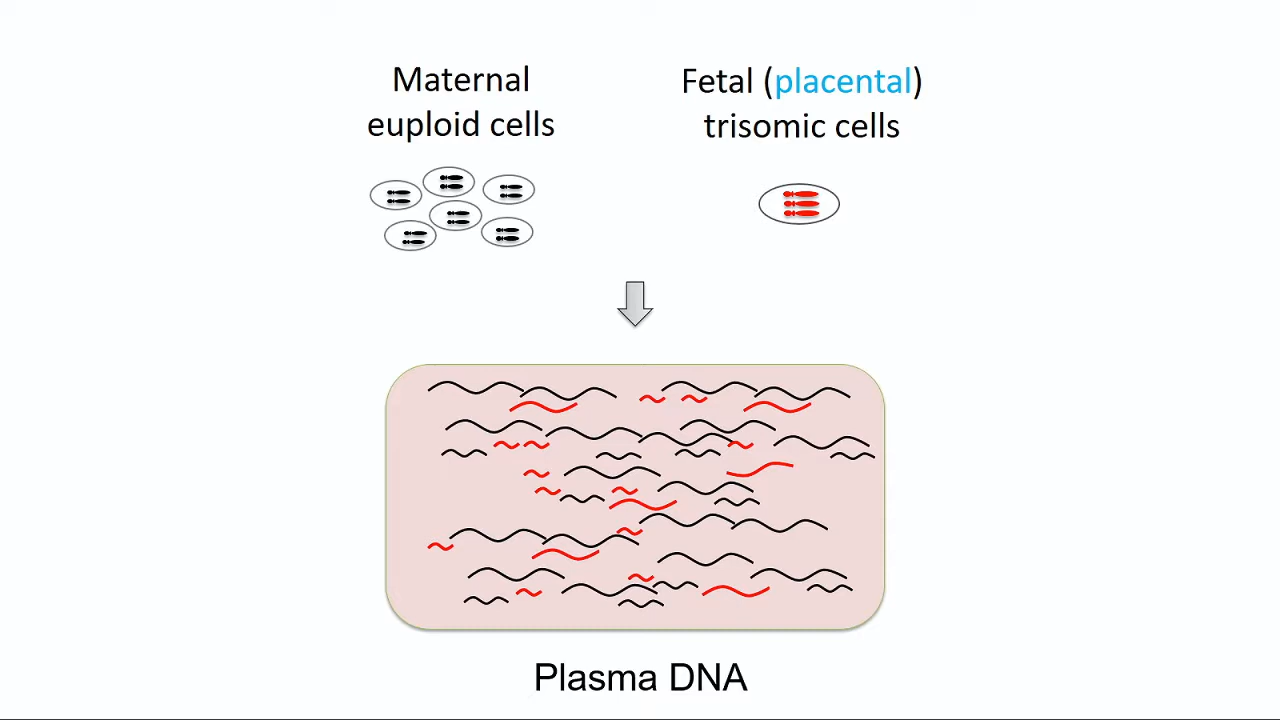 Maternal
euploid cells
Fetal (placental)
trisomic cells
Plasma DNA